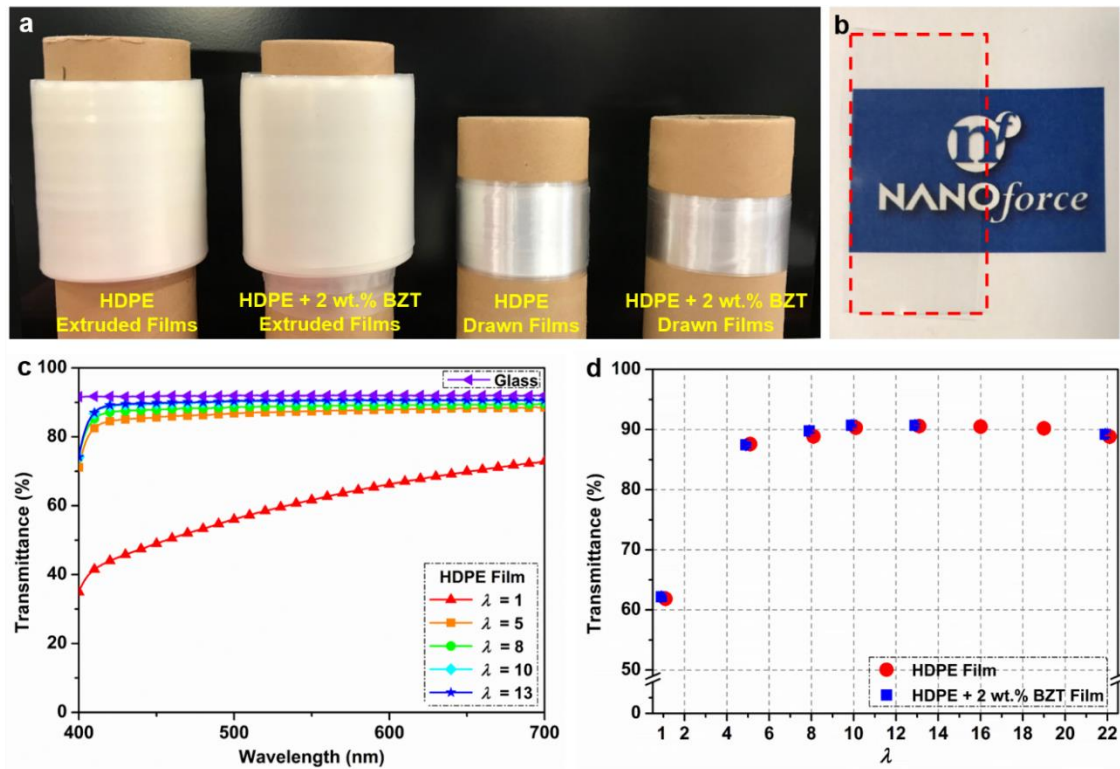 a
HDPE
Extruded Films
HDPE + 2 wt.% BZT
Extruded Films
HDPE
Drawn Films
HDPE + 2 wt.% BZT
Drawn Films
b
nf
NANOforce
c
Transmittance (%)
100
80
60
40
20
0
400
500
600
700
Wavelength (nm)
Glass
HDPE Film
λ = 1
λ = 5
λ = 8
λ = 10
λ = 13
d
Transmittance (%)
100
90
80
70
60
50
0
1 2 4 6 8 10 12 14 16 18 20 22
λ
HDPE Film
HDPE + 2 wt.% BZT Film